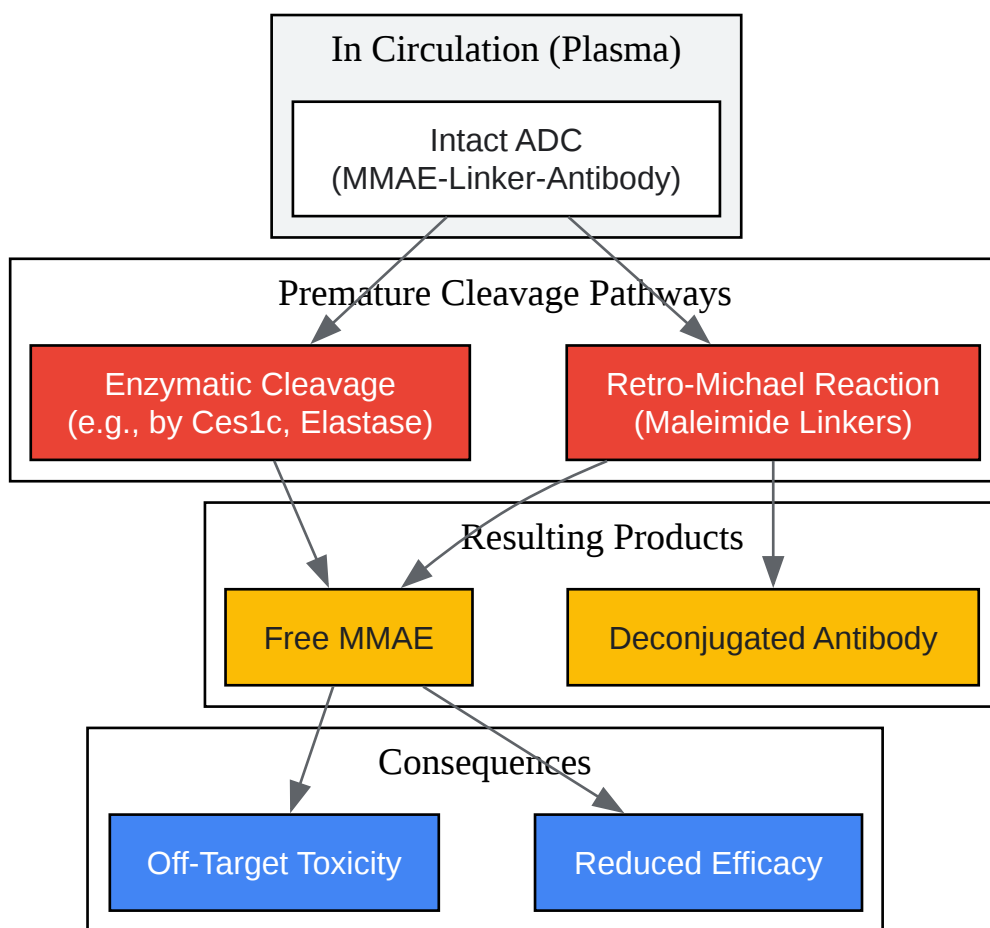 In Circulation (Plasma)
Intact ADC
(MMAE-Linker-Antibody)
Premature Cleavage Pathways
Enzymatic Cleavage
(e.g., by Ces1c, Elastase)
Retro-Michael Reaction
(Maleimide Linkers)
Resulting Products
Free MMAE
Deconjugated Antibody
Consequences
Off-Target Toxicity
Reduced Efficacy